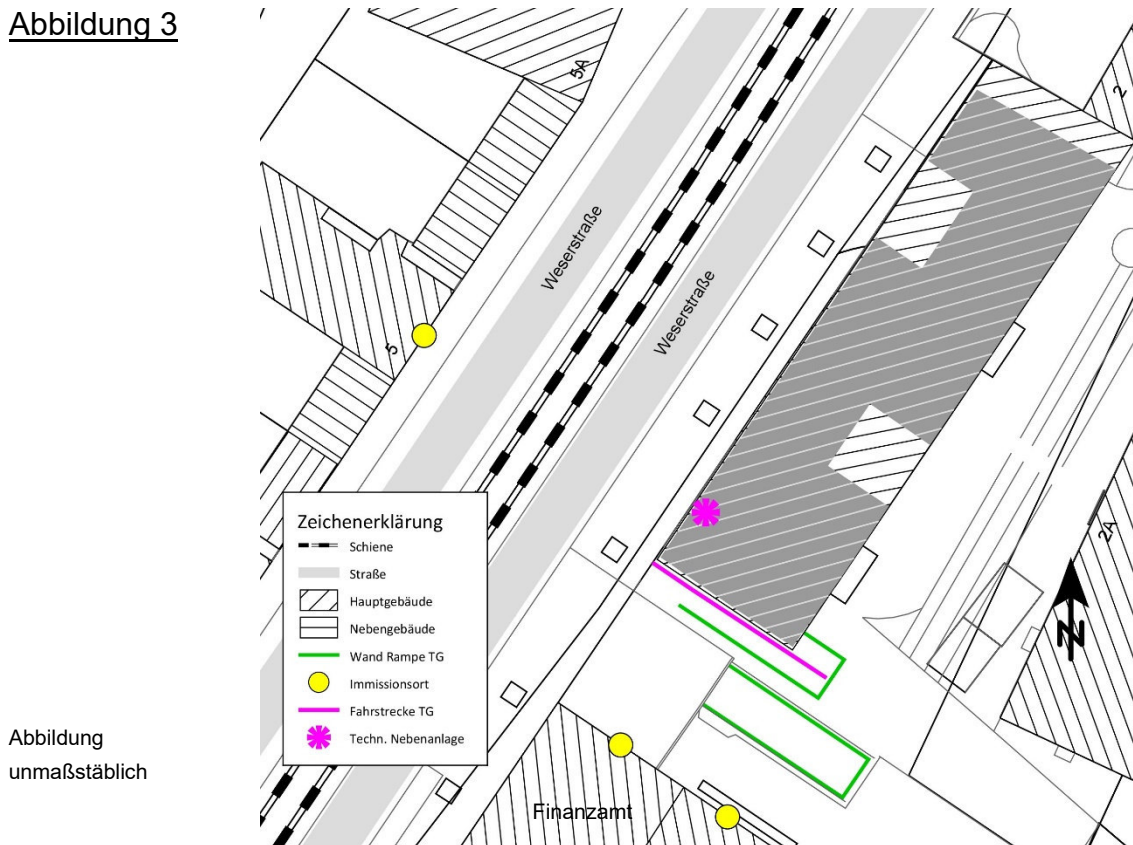 Abbildung 3
5A
2
Weserstraße
Weserstraße
5
Zeichenerklärung
Schiene
Straße
Hauptgebäude
Nebengebäude
Wand Rampe TG
Immissionsort
Fahrstrecke TG
Techn. Nebenanlage
2A
N
Abbildung
unmaßstäblich
Finanzamt